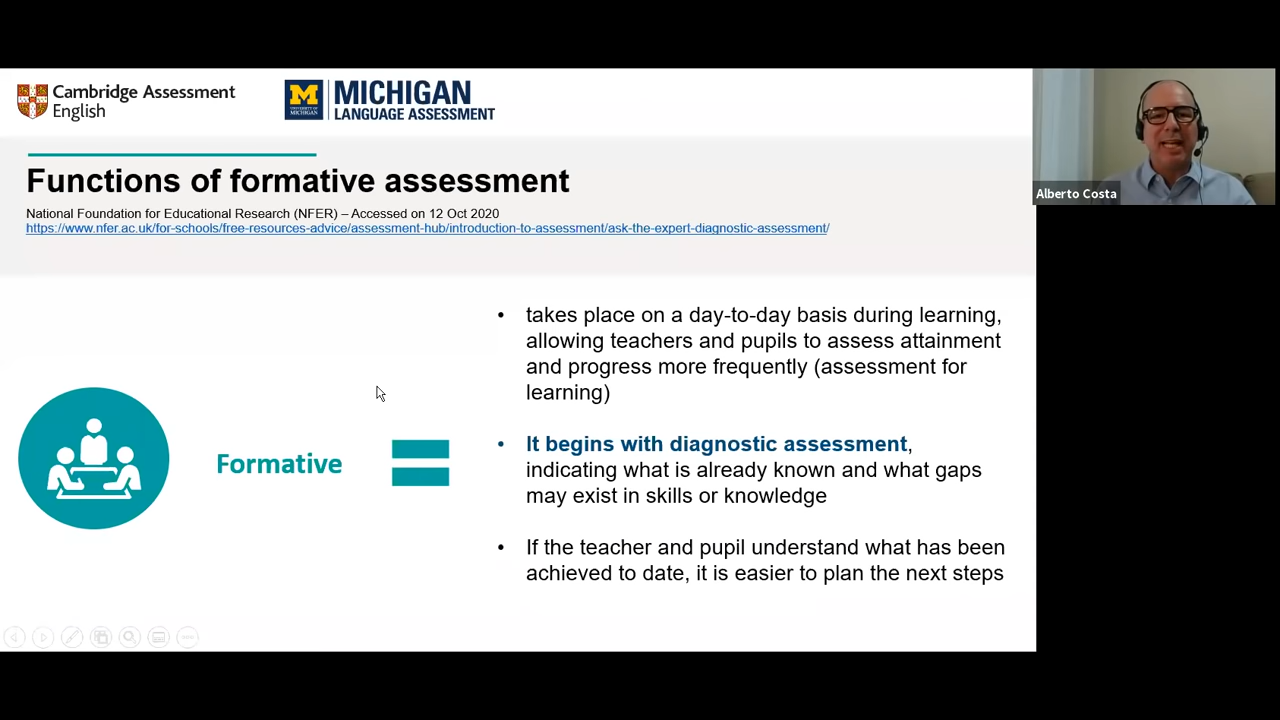 Cambridge Assessment
English
M
UNIVERSITY OF
MICHIGAN
MICHIGAN
LANGUAGE ASSESSMENT
Alberto Costa
Functions of formative assessment
National Foundation for Educational Research (NFER) – Accessed on 12 Oct 2020
https://www.nfer.ac.uk/for-schools/free-resources-advice/assessment-hub/introduction-to-assessment/ask-the-expert-diagnostic-assessment/
Formative
• takes place on a day-to-day basis during learning,
allowing teachers and pupils to assess attainment
and progress more frequently (assessment for
learning)
• It begins with diagnostic assessment,
indicating what is already known and what gaps
may exist in skills or knowledge
• If the teacher and pupil understand what has been
achieved to date, it is easier to plan the next steps